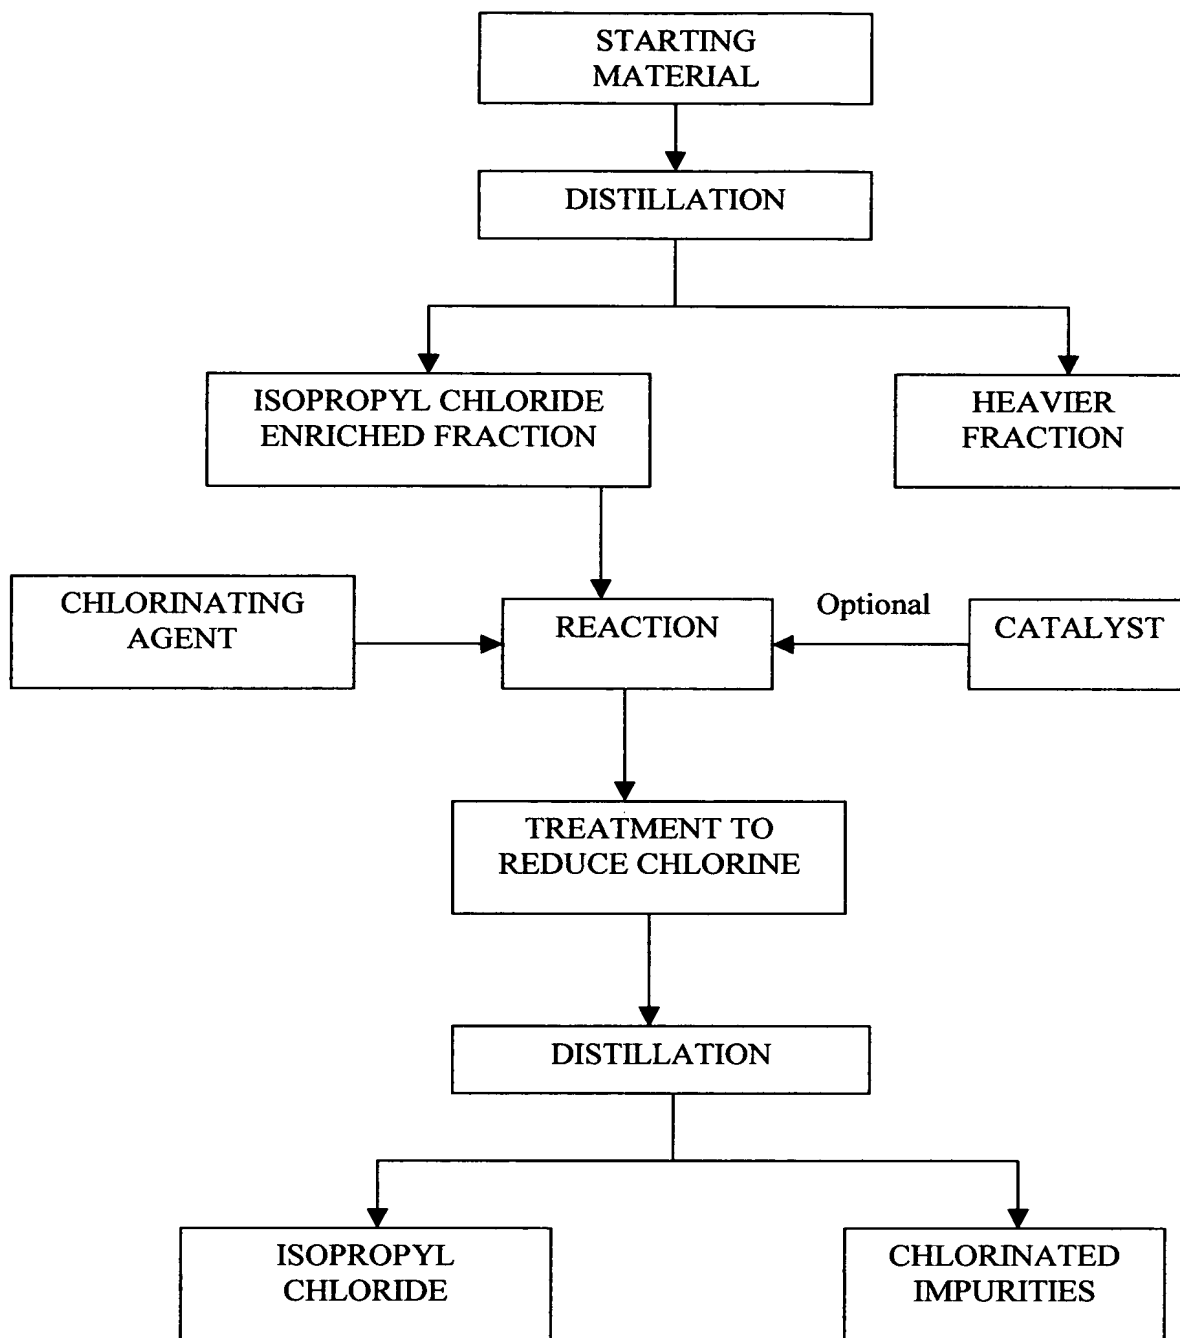 STARTING
MATERIAL
DISTILLATION
ISOPROPYL CHLORIDE
ENRICHED FRACTION
HEAVIER
FRACTION
CHLORINATING
AGENT
REACTION
Optional
CATALYST
TREATMENT TO
REDUCE CHLORINE
DISTILLATION
ISOPROPYL
CHLORIDE
CHLORINATED
IMPURITIES